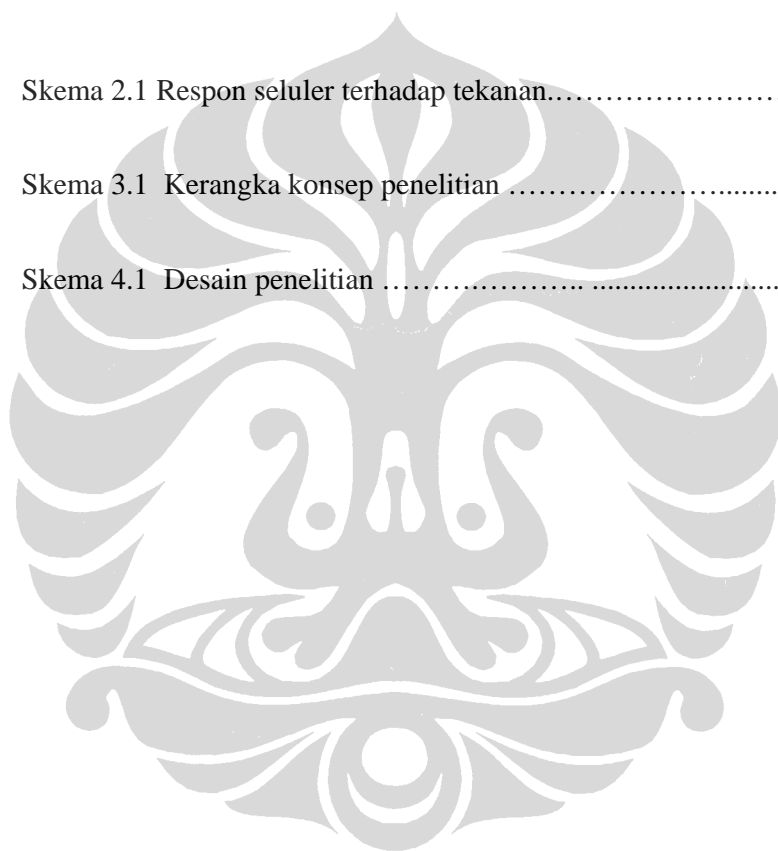 Skema 2.1 Respon seluler terhadap tekanan.……………………
Skema 3.1  Kerangka konsep penelitian …………………..........
Skema 4.1  Desain penelitian ……….……….. ..........................